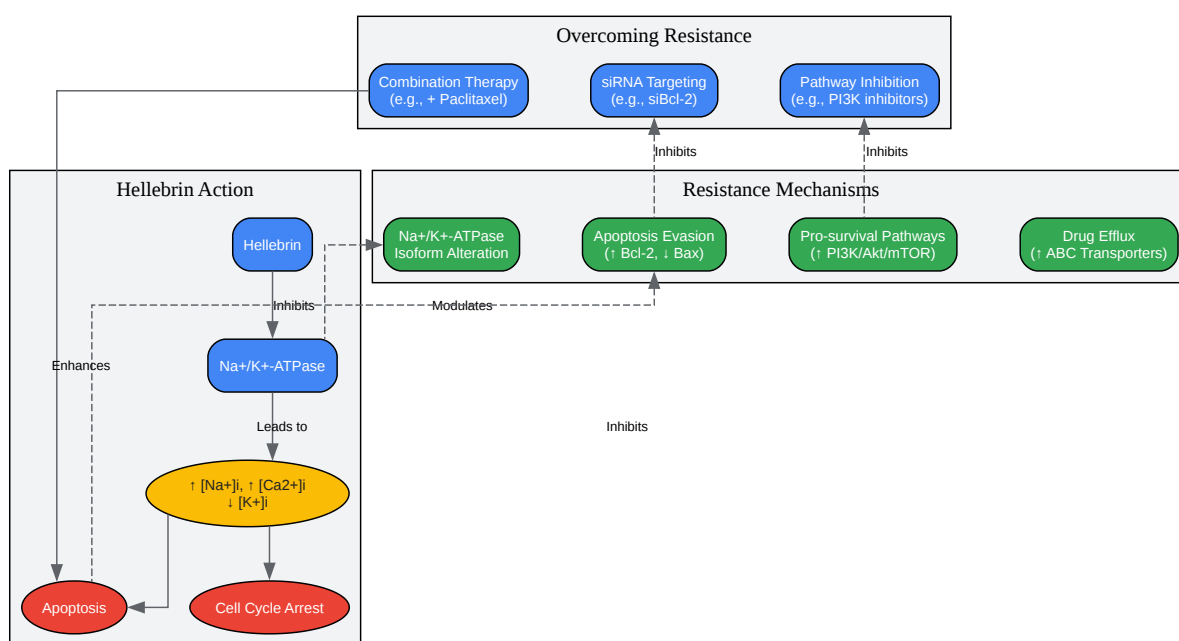 Overcoming Resistance
Combination Therapy
(e.g., + Paclitaxel)
siRNA Targeting
(e.g., siBcl-2)
Pathway Inhibition
(e.g., PI3K inhibitors)
Inhibits
Inhibits
Hellebrin Action
Resistance Mechanisms
Hellebrin
Na+/K+-ATPase
Isoform Alteration
Apoptosis Evasion
(↑ Bcl-2, ↓ Bax)
Pro-survival Pathways
(↑ PI3K/Akt/mTOR)
Drug Efflux
(↑ ABC Transporters)
Inhibits
Modulates
Enhances
Na+/K+-ATPase
Leads to
Inhibits
↑ [Na+]i, ↑ [Ca2+]i
↓ [K+]i
Apoptosis
Cell Cycle Arrest